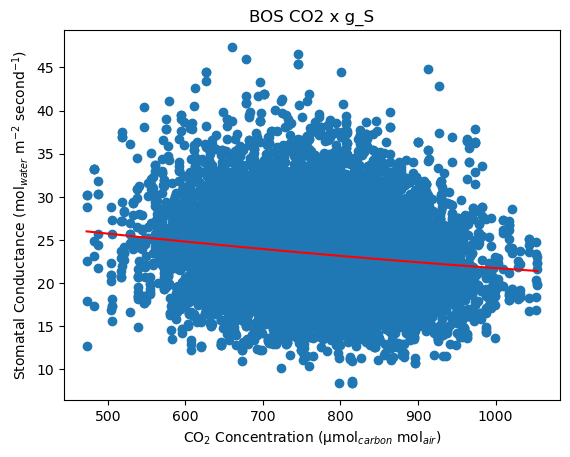 BOS CO2 x g_S
Stomatal Conductance (mol_water m^−2 second^−1)
45
40
35
30
25
20
15
10
500 600 700 800 900 1000
CO₂ Concentration (μmol_carbon mol_air)